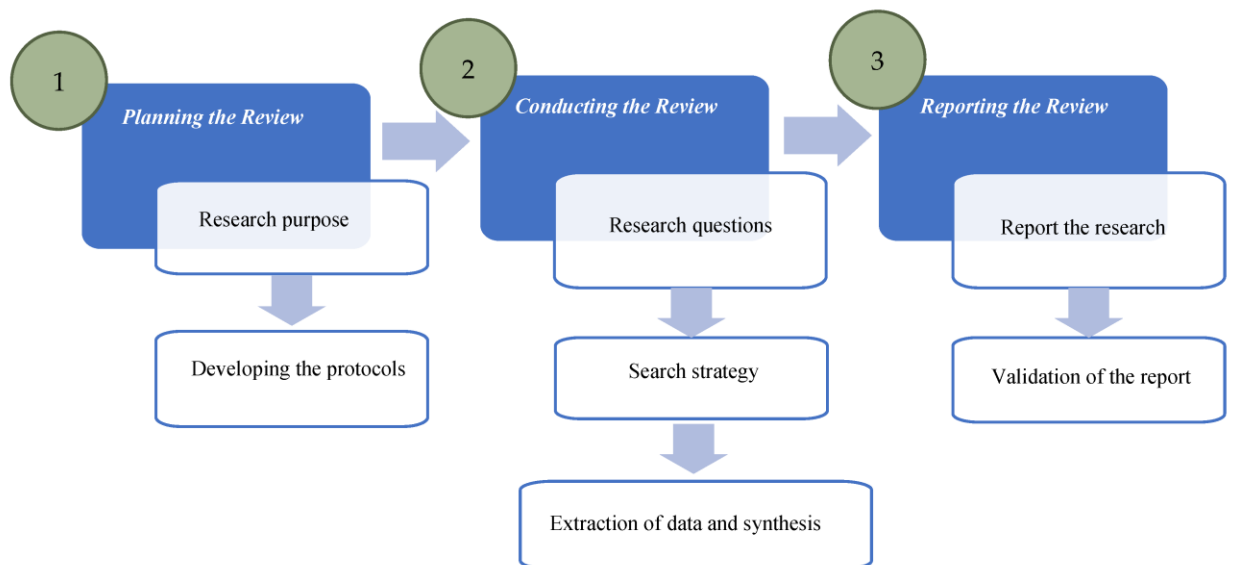 1
Planning the Review
Research purpose
Developing the protocols
2
Conducting the Review
Research questions
Search strategy
Extraction of data and synthesis
3
Reporting the Review
Report the research
Validation of the report